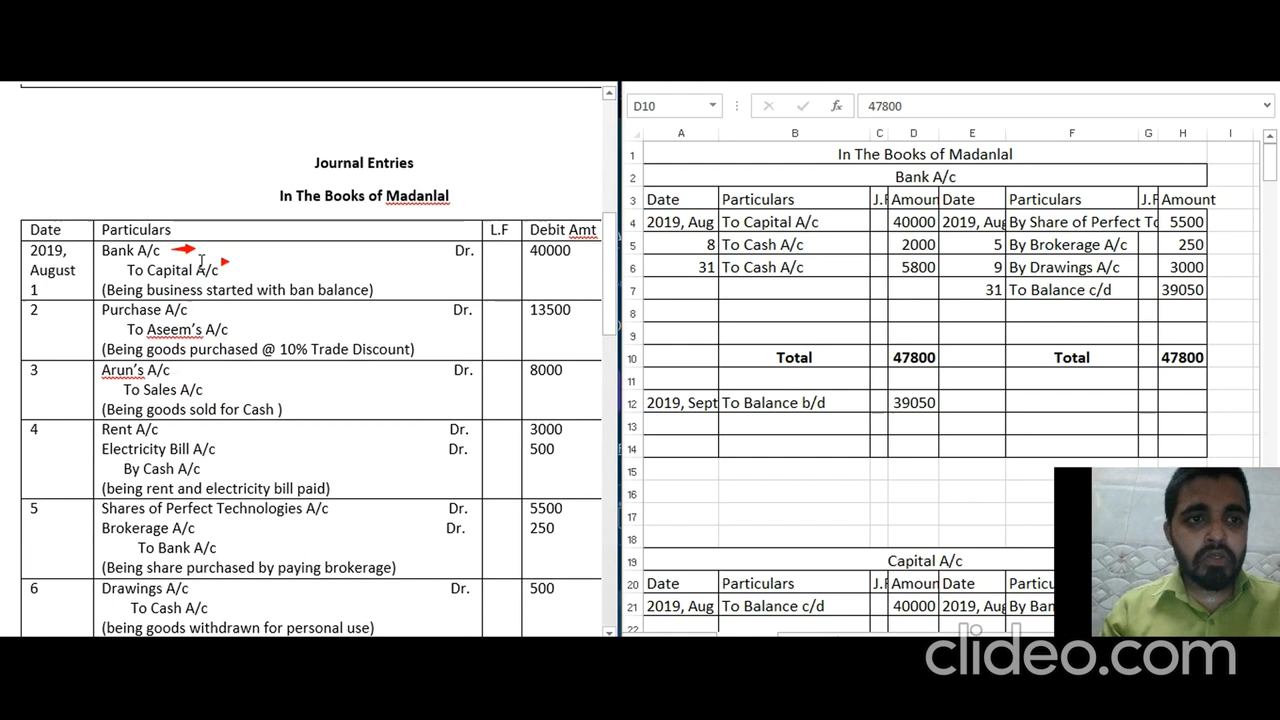 Journal Entries
In The Books of Madanlal
Date Particulars L.F Debit Amt
2019, Bank A/c Dr. 40000
August To Capital A/c
1 (Being business started with ban balance)
2 Purchase A/c Dr. 13500
To Aseem's A/c
(Being goods purchased @ 10% Trade Discount)
3 Arun's A/c Dr. 8000
To Sales A/c
(Being goods sold for Cash )
4 Rent A/c Dr. 3000
Electricity Bill A/c Dr. 500
By Cash A/c
(being rent and electricity bill paid)
5 Shares of Perfect Technologies A/c Dr. 5500
Brokerage A/c Dr. 250
To Bank A/c
(Being share purchased by paying brokerage)
6 Drawings A/c Dr. 500
To Cash A/c
(being goods withdrawn for personal use)
D10 fx 47800
A B C D E F G H I
1 In The Books of Madanlal
2 Bank A/c
3 Date Particulars J.F Amoun Date Particulars J.F Amount
4 2019, Aug To Capital A/c 40000 2019, Aug By Share of Perfect To 5500
5 8 To Cash A/c 2000 5 By Brokerage A/c 250
6 31 To Cash A/c 5800 9 By Drawings A/c 3000
7 31 To Balance c/d 39050
8
9
10 Total 47800 Total 47800
11
12 2019, Sept To Balance b/d 39050
13
14
15
16
17
18
19 Capital A/c
20 Date Particulars J.F Amoun Date Particu
21 2019, Aug To Balance c/d 40000 2019, Aug By Ban
22
clideo.com